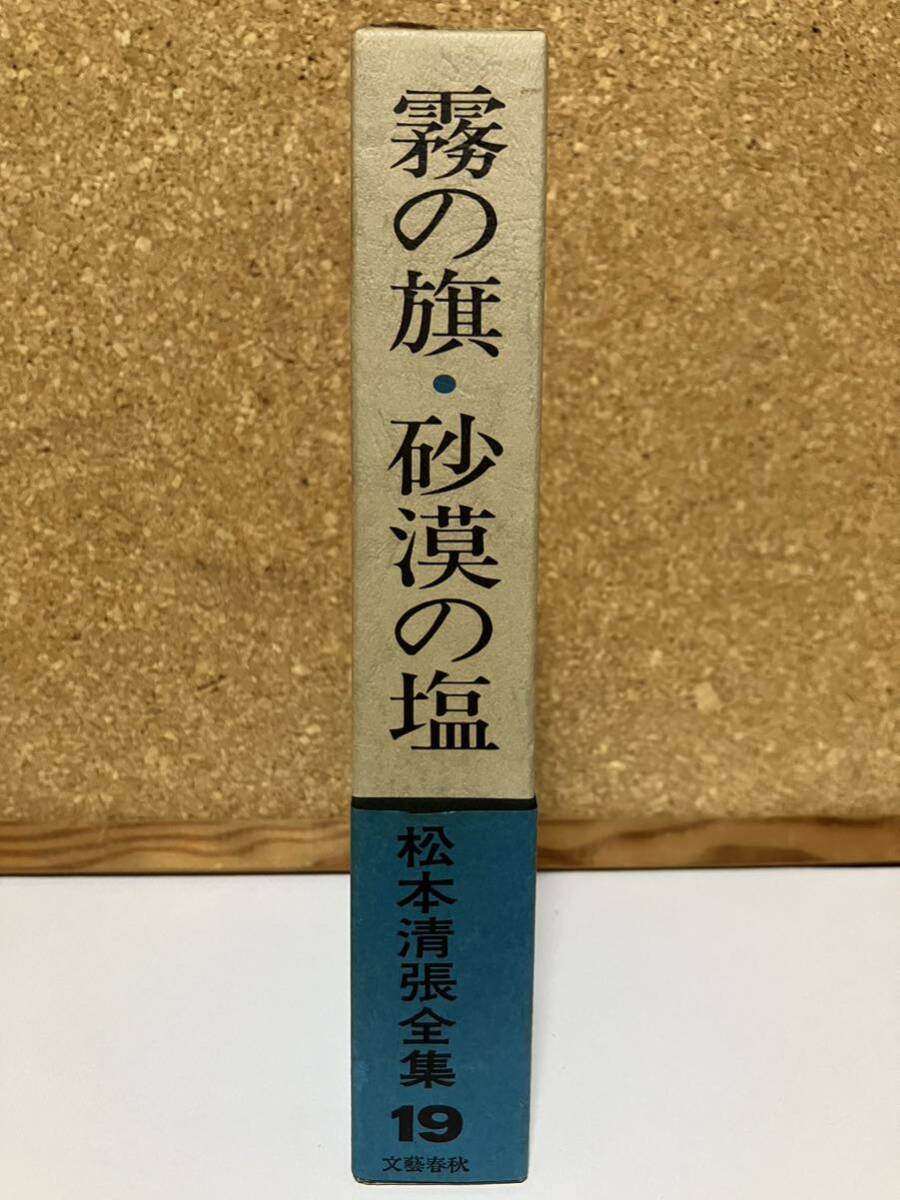 霧の旗・砂漠の塩
松本清張全集
19
文藝春秋